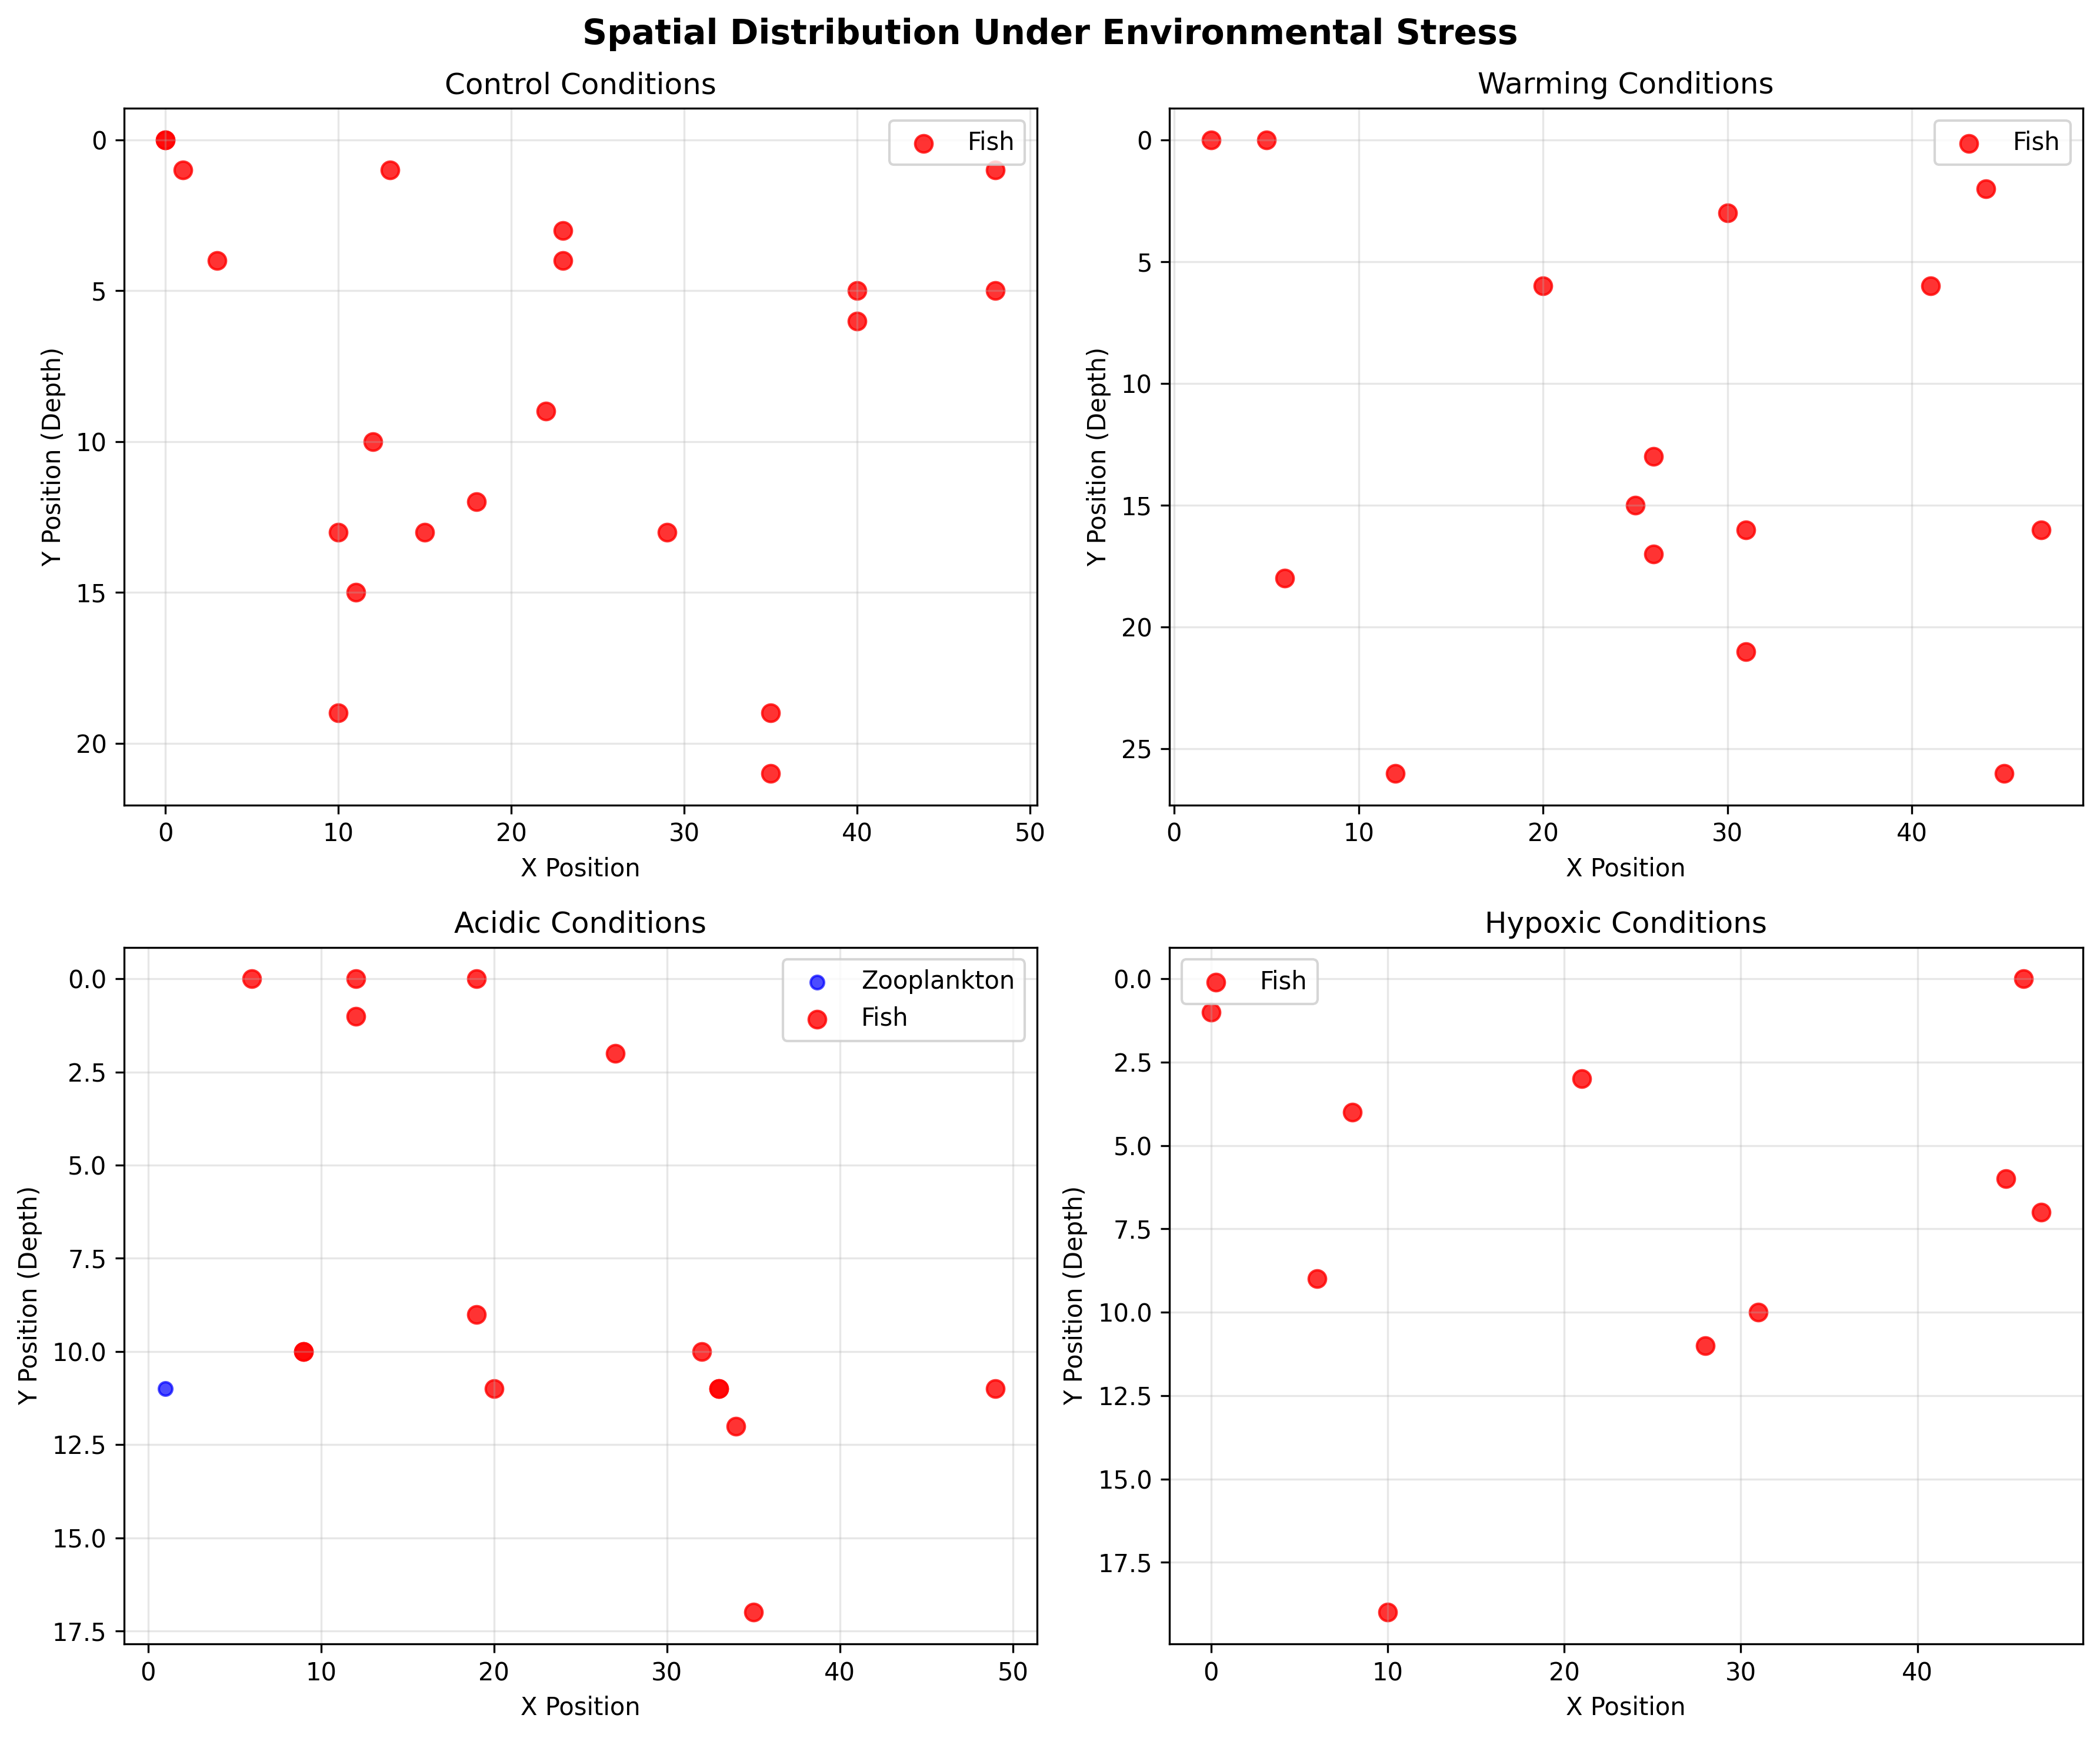 Spatial Distribution Under Environmental Stress
Control Conditions
Fish
0
5
10
15
20
Y Position (Depth)
0 10 20 30 40 50
X Position
Warming Conditions
Fish
0
5
10
15
20
25
Y Position (Depth)
0 10 20 30 40
X Position
Acidic Conditions
Zooplankton
Fish
0.0
2.5
5.0
7.5
10.0
12.5
15.0
17.5
Y Position (Depth)
0 10 20 30 40 50
X Position
Hypoxic Conditions
Fish
0.0
2.5
5.0
7.5
10.0
12.5
15.0
17.5
Y Position (Depth)
0 10 20 30 40
X Position